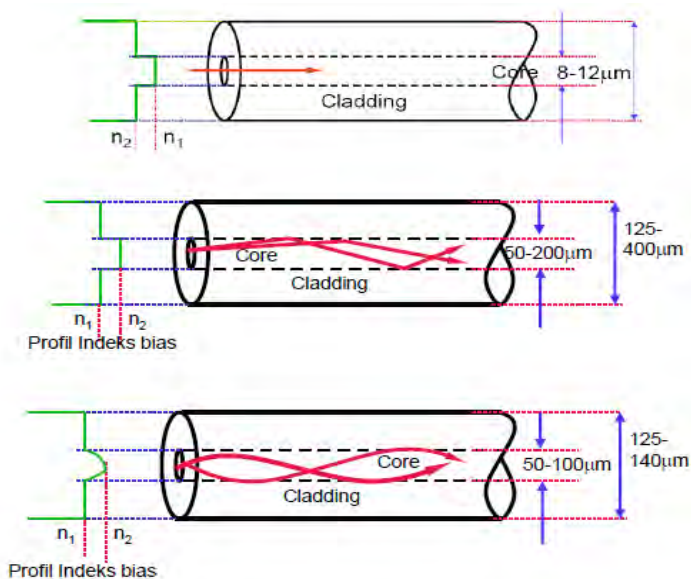 Core 8-12μm
Cladding
n₂ n₁
125-400μm
Core
50-200μm
Cladding
n₁ n₂
Profil Indeks bias
125-140μm
Core
50-100μm
Cladding
n₁ n₂
Profil Indeks bias